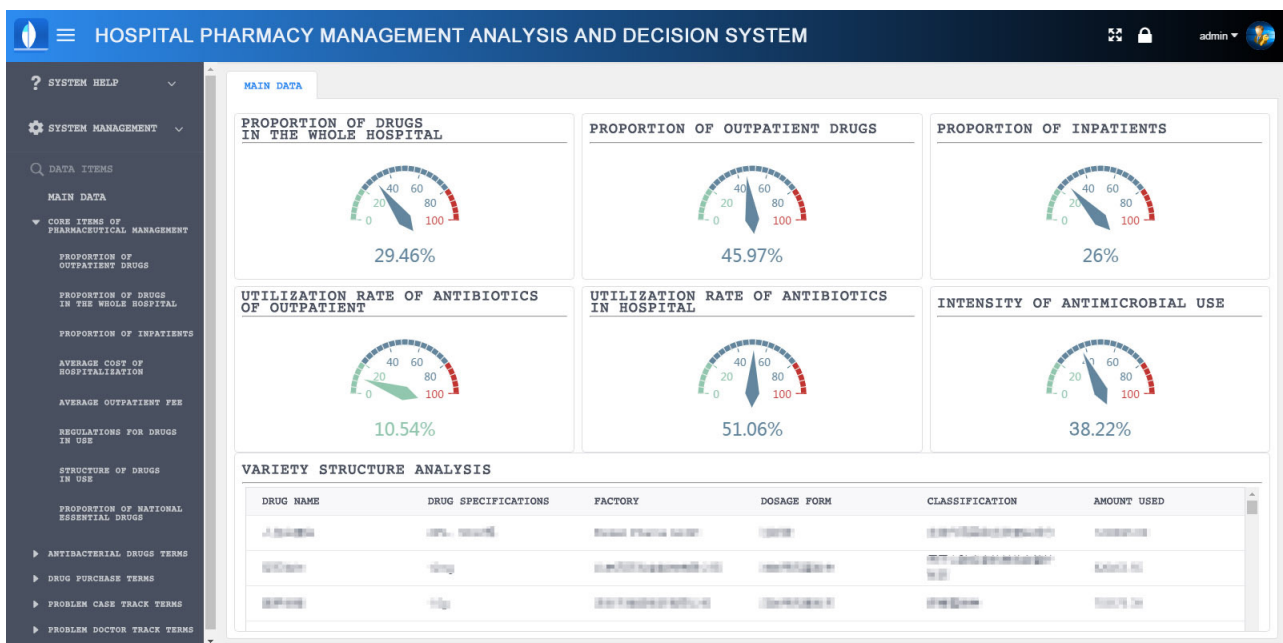 HOSPITAL PHARMACY MANAGEMENT ANALYSIS AND DECISION SYSTEM
admin
? SYSTEM HELP
SYSTEM MANAGEMENT
DATA ITEMS
MAIN DATA
CORE ITEMS OF
PHARMACEUTICAL MANAGEMENT
PROPORTION OF
OUTPATIENT DRUGS
PROPORTION OF DRUGS
IN THE WHOLE HOSPITAL
PROPORTION OF INPATIENTS
AVERAGE COST OF
HOSPITALIZATION
AVERAGE OUTPATIENT FEE
REGULATIONS FOR DRUGS
IN USE
STRUCTURE OF DRUGS
IN USE
PROPORTION OF NATIONAL
ESSENTIAL DRUGS
ANTIBACTERIAL DRUGS TERMS
DRUG PURCHASE TERMS
PROBLEM CASE TRACK TERMS
PROBLEM DOCTOR TRACK TERMS
MAIN DATA
PROPORTION OF DRUGS
IN THE WHOLE HOSPITAL
0 20 40 60 80 100
29.46%
PROPORTION OF OUTPATIENT DRUGS
0 20 40 60 80 100
45.97%
PROPORTION OF INPATIENTS
0 20 40 60 80 100
26%
UTILIZATION RATE OF ANTIBIOTICS
OF OUTPATIENT
0 20 40 60 80 100
10.54%
UTILIZATION RATE OF ANTIBIOTICS
IN HOSPITAL
0 20 40 60 80 100
51.06%
INTENSITY OF ANTIMICROBIAL USE
0 20 40 60 80 100
38.22%
VARIETY STRUCTURE ANALYSIS
DRUG NAME DRUG SPECIFICATIONS FACTORY DOSAGE FORM CLASSIFICATION AMOUNT USED